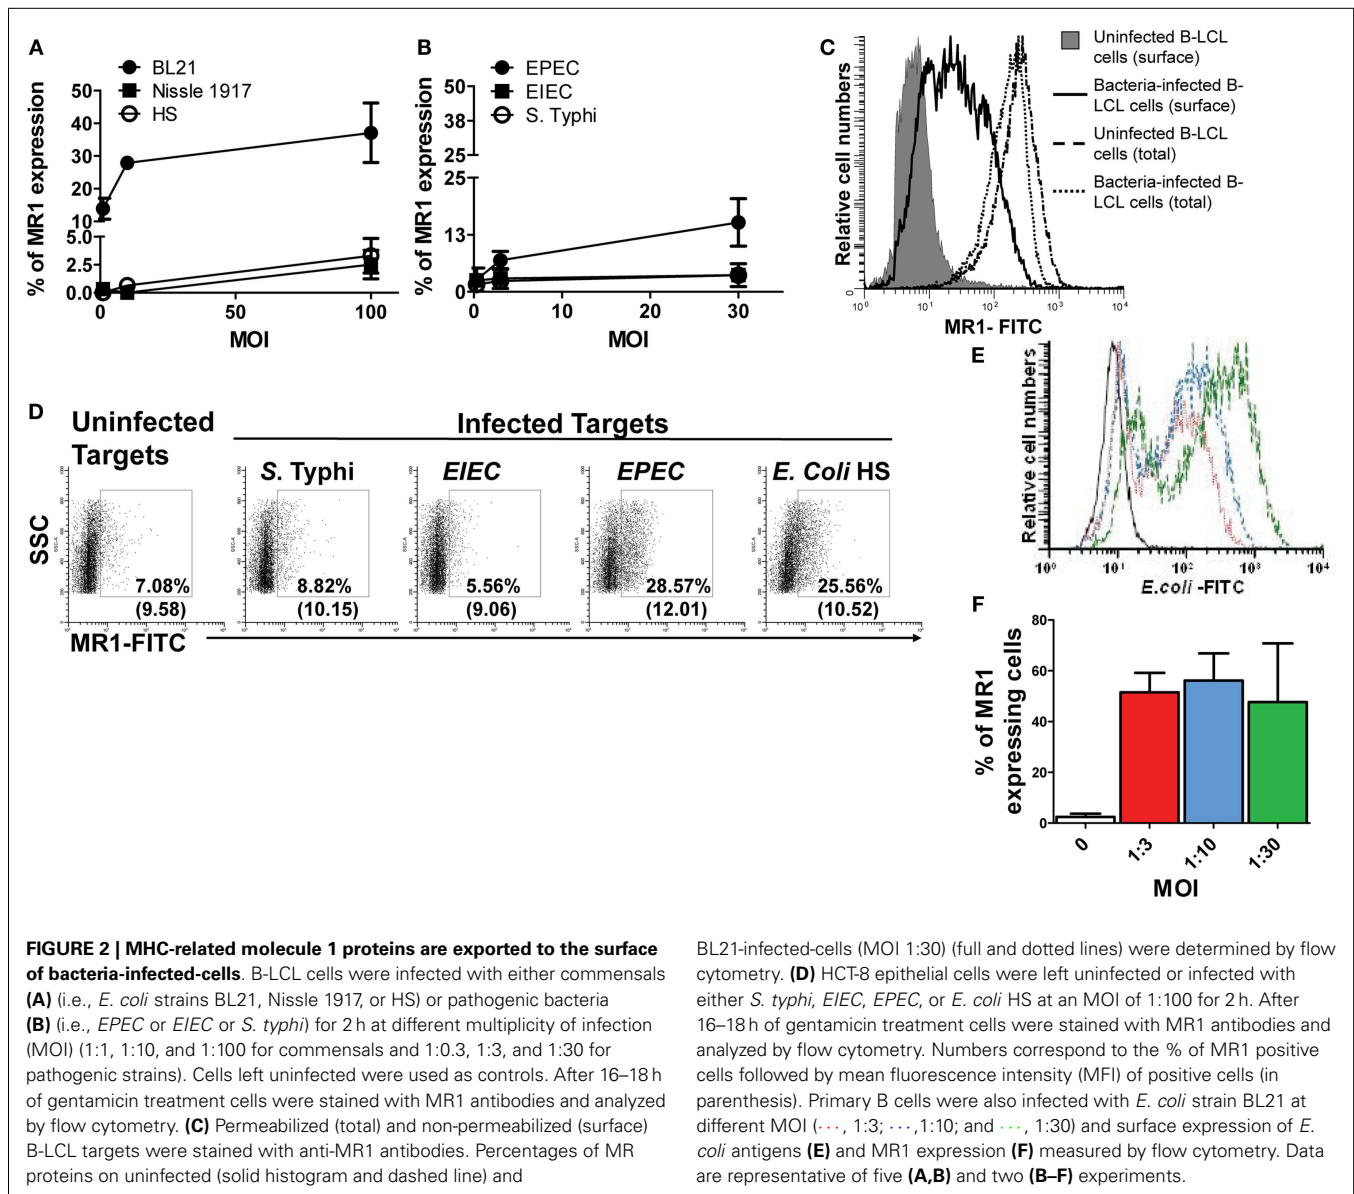 A
BL21
Nissle 1917
HS
% of MR1 expression
50
40
30
20
10
5.0
2.5
0.0
0 50 100
MOI
B
EPEC
EIEC
S. Typhi
% of MR1 expression
50
38
25
25
13
0
0 10 20 30
MOI
C
Relative cell numbers
0
10⁰ 10¹ 10² 10³ 10⁴
MR1- FITC
Uninfected B-LCL
cells (surface)
Bacteria-infected B-
LCL cells (surface)
Uninfected B-LCL
cells (total)
Bacteria-infected B-
LCL cells (total)
D
Uninfected
Targets
Infected Targets
S. Typhi
EIEC
EPEC
E. Coli HS
SSC
7.08%
(9.58)
8.82%
(10.15)
5.56%
(9.06)
28.57%
(12.01)
25.56%
(10.52)
MR1-FITC
E
Relative cell numbers
10⁰ 10¹ 10² 10³ 10⁴
E.coli -FITC
F
% of MR1
expressing cells
80
60
40
20
0
0 1:3 1:10 1:30
MOI
FIGURE 2 | MHC-related molecule 1 proteins are exported to the surface
of bacteria-infected-cells. B-LCL cells were infected with either commensals
(A) (i.e., E. coli strains BL21, Nissle 1917, or HS) or pathogenic bacteria
(B) (i.e., EPEC or EIEC or S. typhi) for 2 h at different multiplicity of infection
(MOI) (1:1, 1:10, and 1:100 for commensals and 1:0.3, 1:3, and 1:30 for
pathogenic strains). Cells left uninfected were used as controls. After 16–18 h
of gentamicin treatment cells were stained with MR1 antibodies and analyzed
by flow cytometry. (C) Permeabilized (total) and non-permeabilized (surface)
B-LCL targets were stained with anti-MR1 antibodies. Percentages of MR
proteins on uninfected (solid histogram and dashed line) and
BL21-infected-cells (MOI 1:30) (full and dotted lines) were determined by flow
cytometry. (D) HCT-8 epithelial cells were left uninfected or infected with
either S. typhi, EIEC, EPEC, or E. coli HS at an MOI of 1:100 for 2 h. After
16–18 h of gentamicin treatment cells were stained with MR1 antibodies and
analyzed by flow cytometry. Numbers correspond to the % of MR1 positive
cells followed by mean fluorescence intensity (MFI) of positive cells (in
parenthesis). Primary B cells were also infected with E. coli strain BL21 at
different MOI (···, 1:3; ···,1:10; and ···, 1:30) and surface expression of E.
coli antigens (E) and MR1 expression (F) measured by flow cytometry. Data
are representative of five (A,B) and two (B–F) experiments.